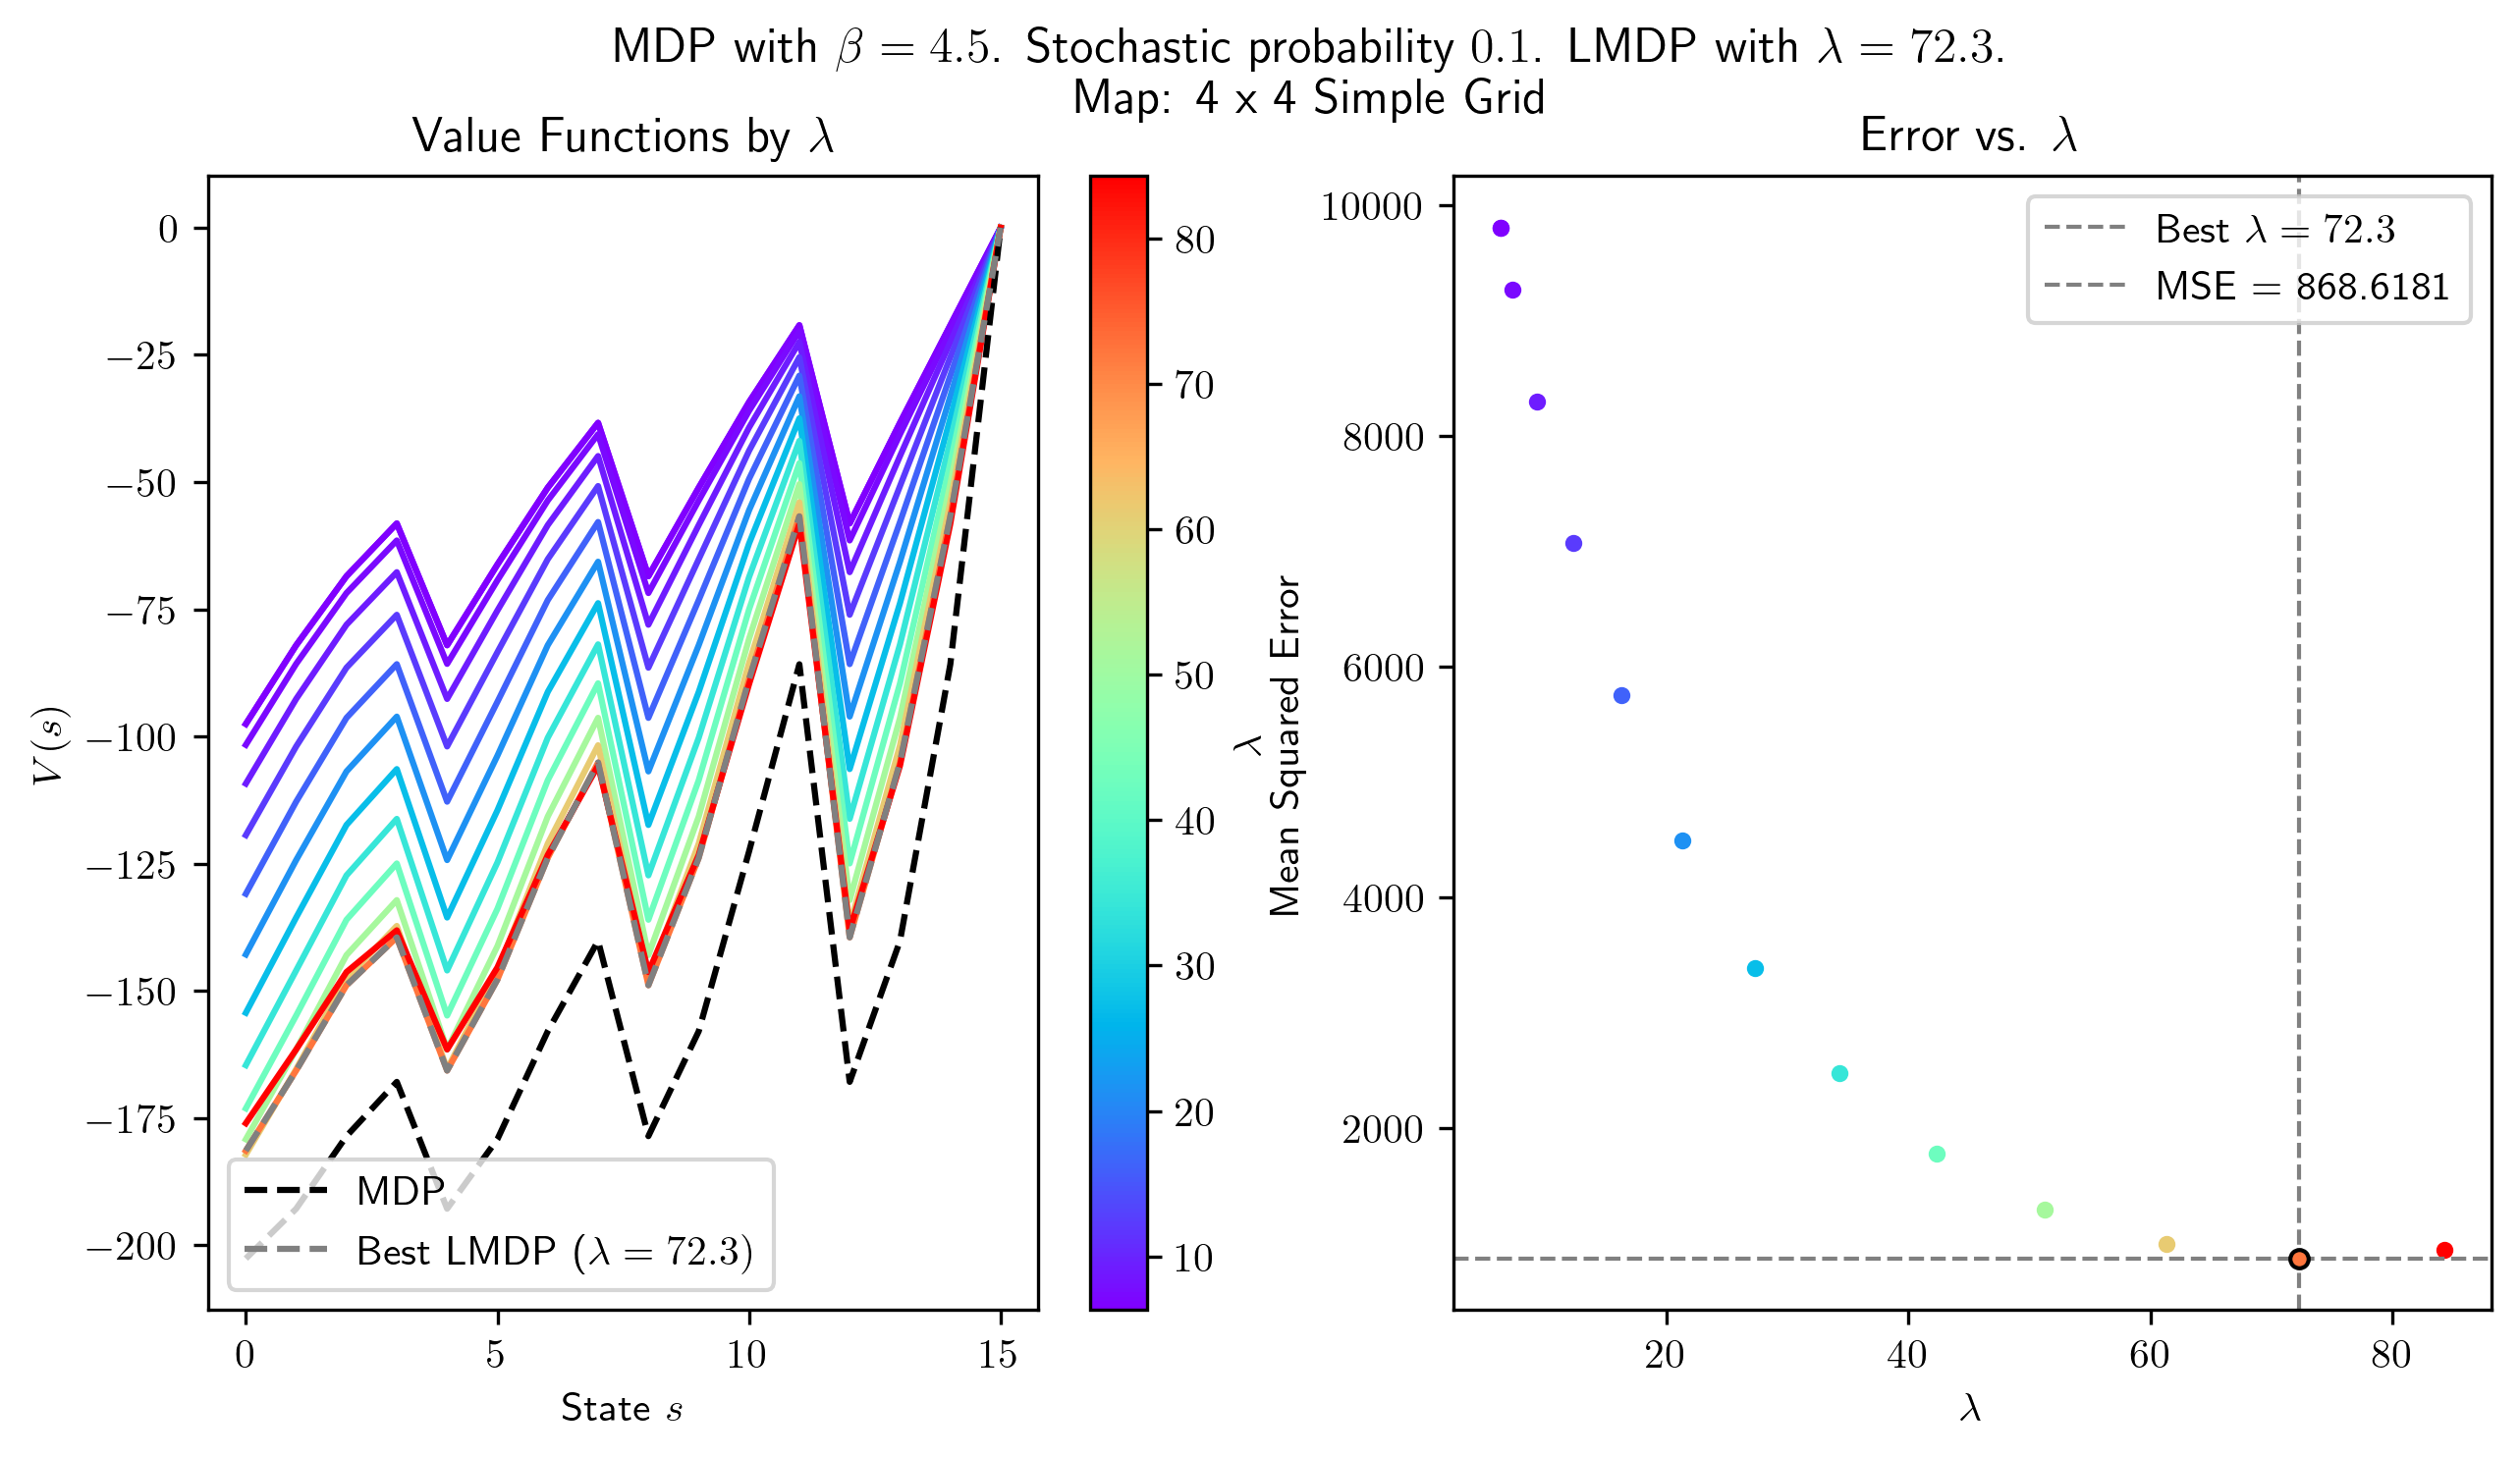 MDP with β = 4.5. Stochastic probability 0.1. LMDP with λ = 72.3.
Map: 4 x 4 Simple Grid
Value Functions by λ
0
−25
−50
−75
−100
−125
−150
−175
−200
V(s)
0
5
10
15
State s
MDP
Best LMDP (λ = 72.3)
80
70
60
50
40
30
20
10
λ
Error vs. λ
10000
8000
6000
4000
2000
Mean Squared Error
20
40
60
80
λ
Best λ = 72.3
MSE = 868.6181